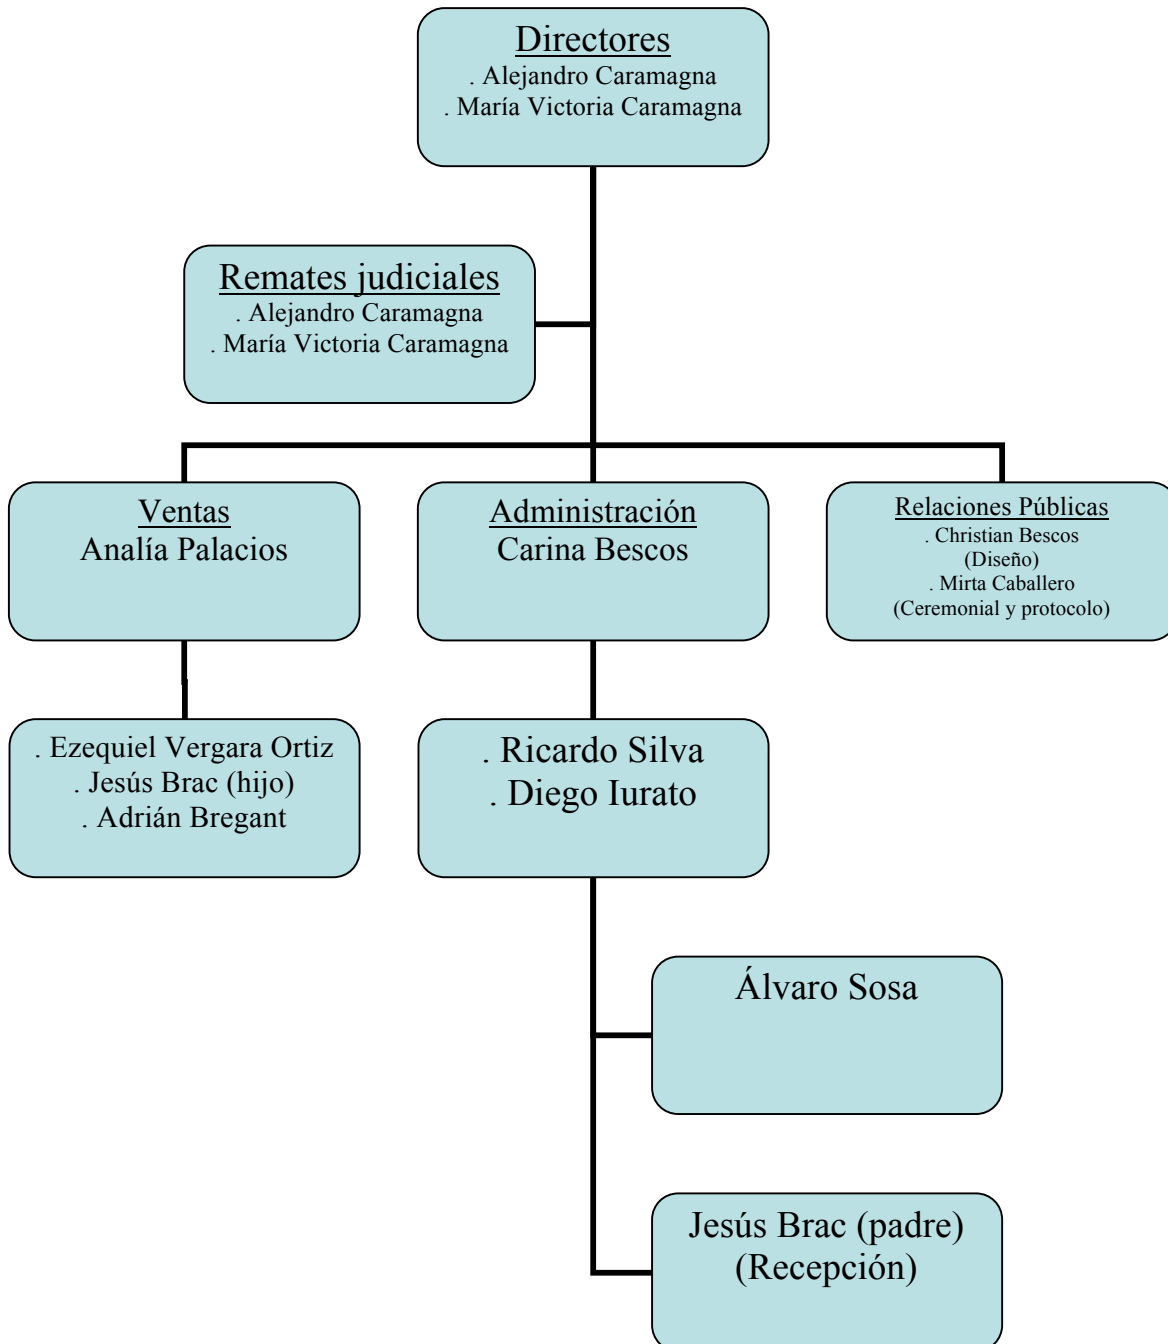 Directores
. Alejandro Caramagna
. María Victoria Caramagna
Remates judiciales
. Alejandro Caramagna
. María Victoria Caramagna
Ventas
Analía Palacios
Administración
Carina Bescos
Relaciones Públicas
. Christian Bescos
(Diseño)
. Mirta Caballero
(Ceremonial y protocolo)
. Ezequiel Vergara Ortiz
. Jesús Brac (hijo)
. Adrián Bregant
. Ricardo Silva
. Diego Iurato
Álvaro Sosa
Jesús Brac (padre)
(Recepción)